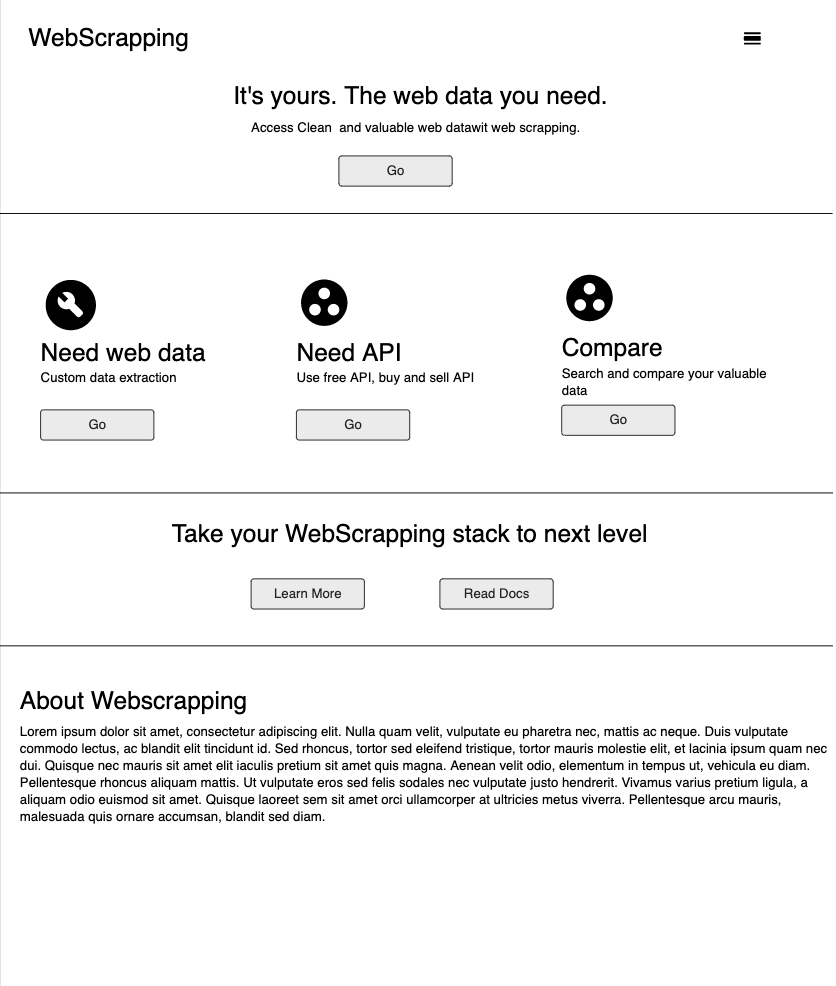 WebScrapping
It's yours. The web data you need.
Access Clean  and valuable web datawit web scrapping.
Go
Need web data
Custom data extraction
Go
Need API
Use free API, buy and sell API
Go
Compare
Search and compare your valuable
data
Go
Take your WebScrapping stack to next level
Learn More
Read Docs
About Webscrapping
Lorem ipsum dolor sit amet, consectetur adipiscing elit. Nulla quam velit, vulputate eu pharetra nec, mattis ac neque. Duis vulputate
commodo lectus, ac blandit elit tincidunt id. Sed rhoncus, tortor sed eleifend tristique, tortor mauris molestie elit, et lacinia ipsum quam nec
dui. Quisque nec mauris sit amet elit iaculis pretium sit amet quis magna. Aenean velit odio, elementum in tempus ut, vehicula eu diam.
Pellentesque rhoncus aliquam mattis. Ut vulputate eros sed felis sodales nec vulputate justo hendrerit. Vivamus varius pretium ligula, a
aliquam odio euismod sit amet. Quisque laoreet sem sit amet orci ullamcorper at ultricies metus viverra. Pellentesque arcu mauris,
malesuada quis ornare accumsan, blandit sed diam.